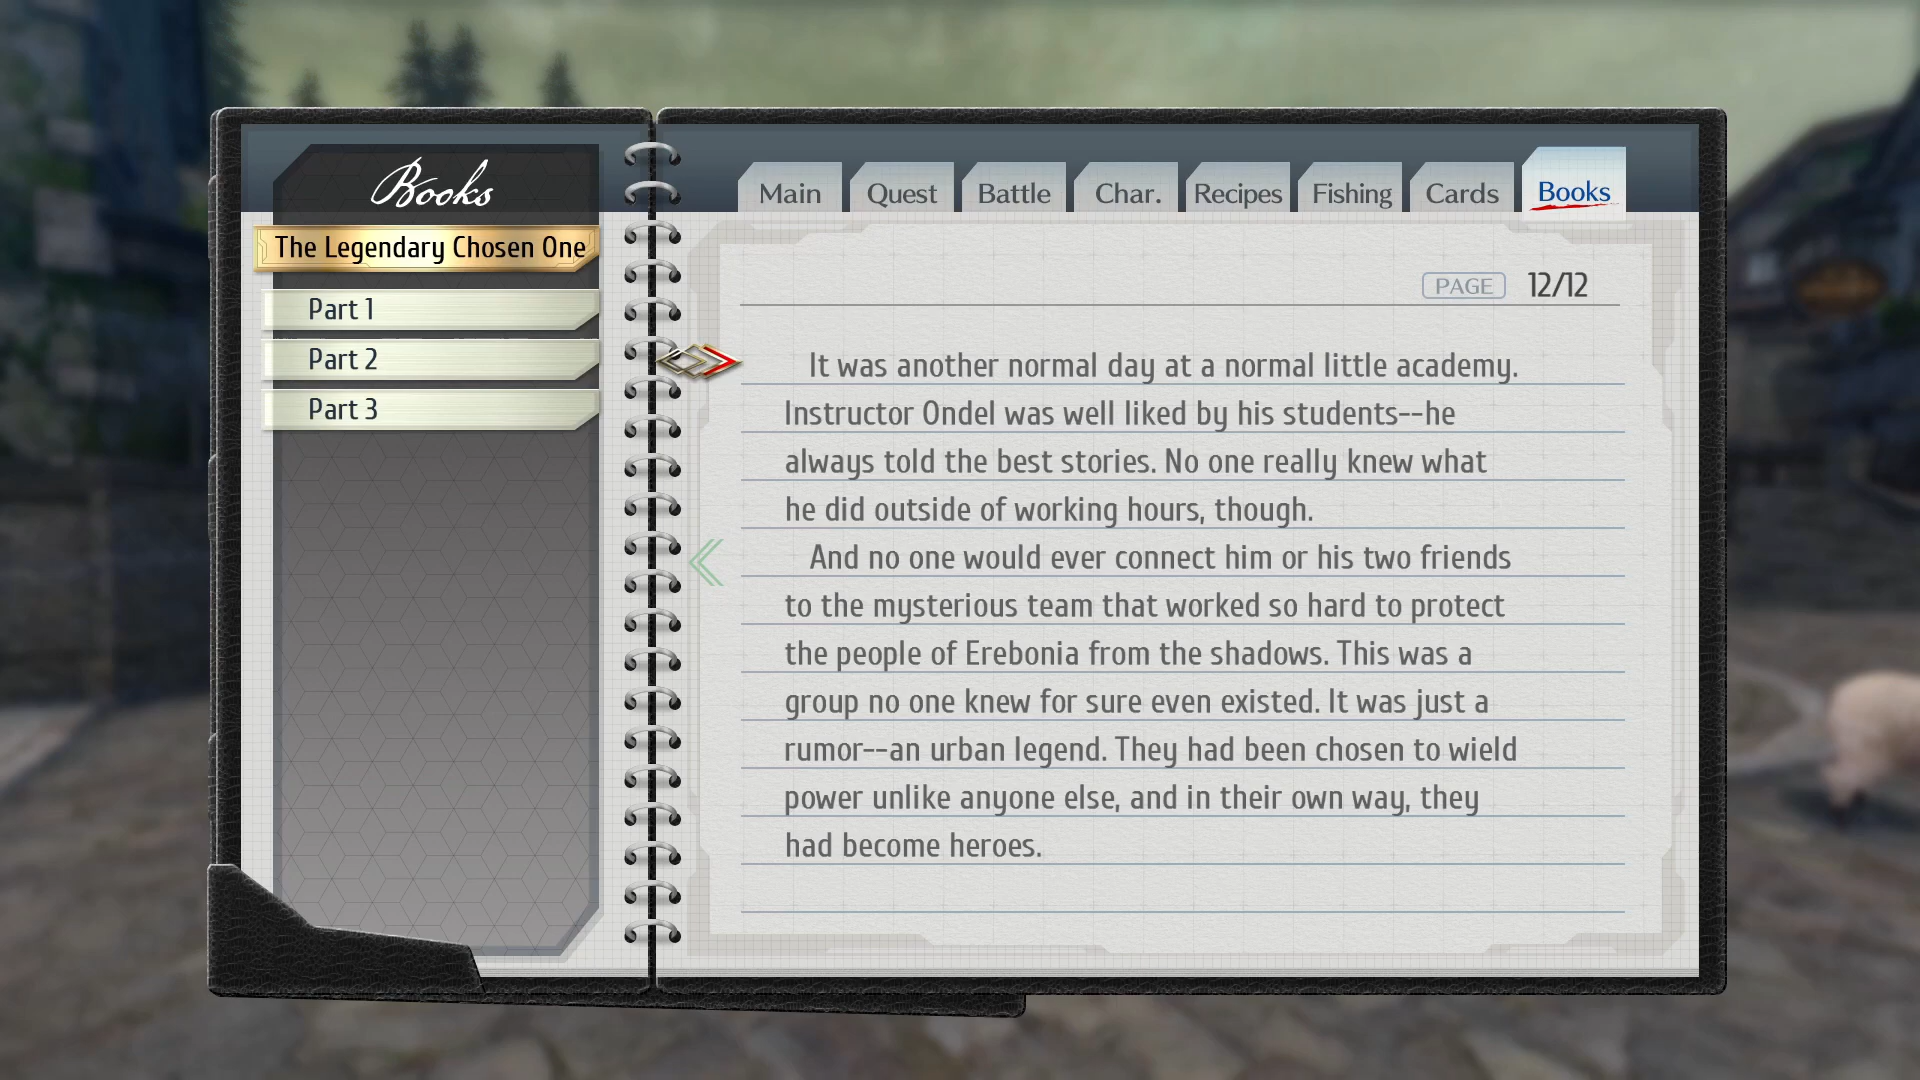 Books
The Legendary Chosen One
Part 1
Part 2
Part 3
Main
Quest
Battle
Char.
Recipes
Fishing
Cards
Books
PAGE 12/12
It was another normal day at a normal little academy.
Instructor Ondel was well liked by his students--he
always told the best stories. No one really knew what
he did outside of working hours, though.
And no one would ever connect him or his two friends
to the mysterious team that worked so hard to protect
the people of Erebonia from the shadows. This was a
group no one knew for sure even existed. It was just a
rumor--an urban legend. They had been chosen to wield
power unlike anyone else, and in their own way, they
had become heroes.